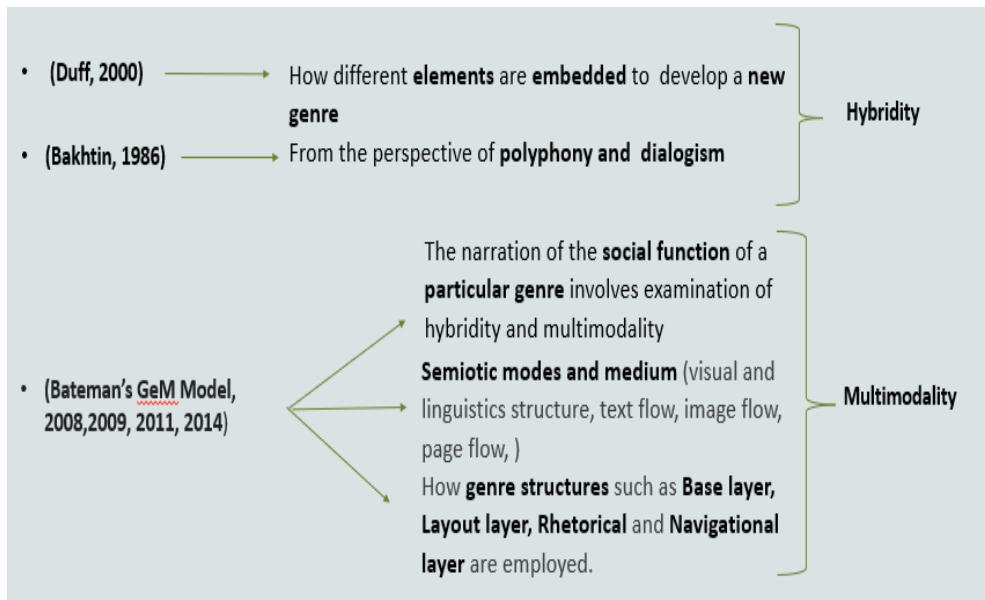 • (Duff, 2000)
How different elements are embedded to develop a new
genre
• (Bakhtin, 1986)
From the perspective of polyphony and dialogism
Hybridity
• (Bateman's GeM Model,
2008,2009, 2011, 2014)
The narration of the social function of a
particular genre involves examination of
hybridity and multimodality
Semiotic modes and medium (visual and
linguistics structure, text flow, image flow,
page flow, )
How genre structures such as Base layer,
Layout layer, Rhetorical and Navigational
layer are employed.
Multimodality